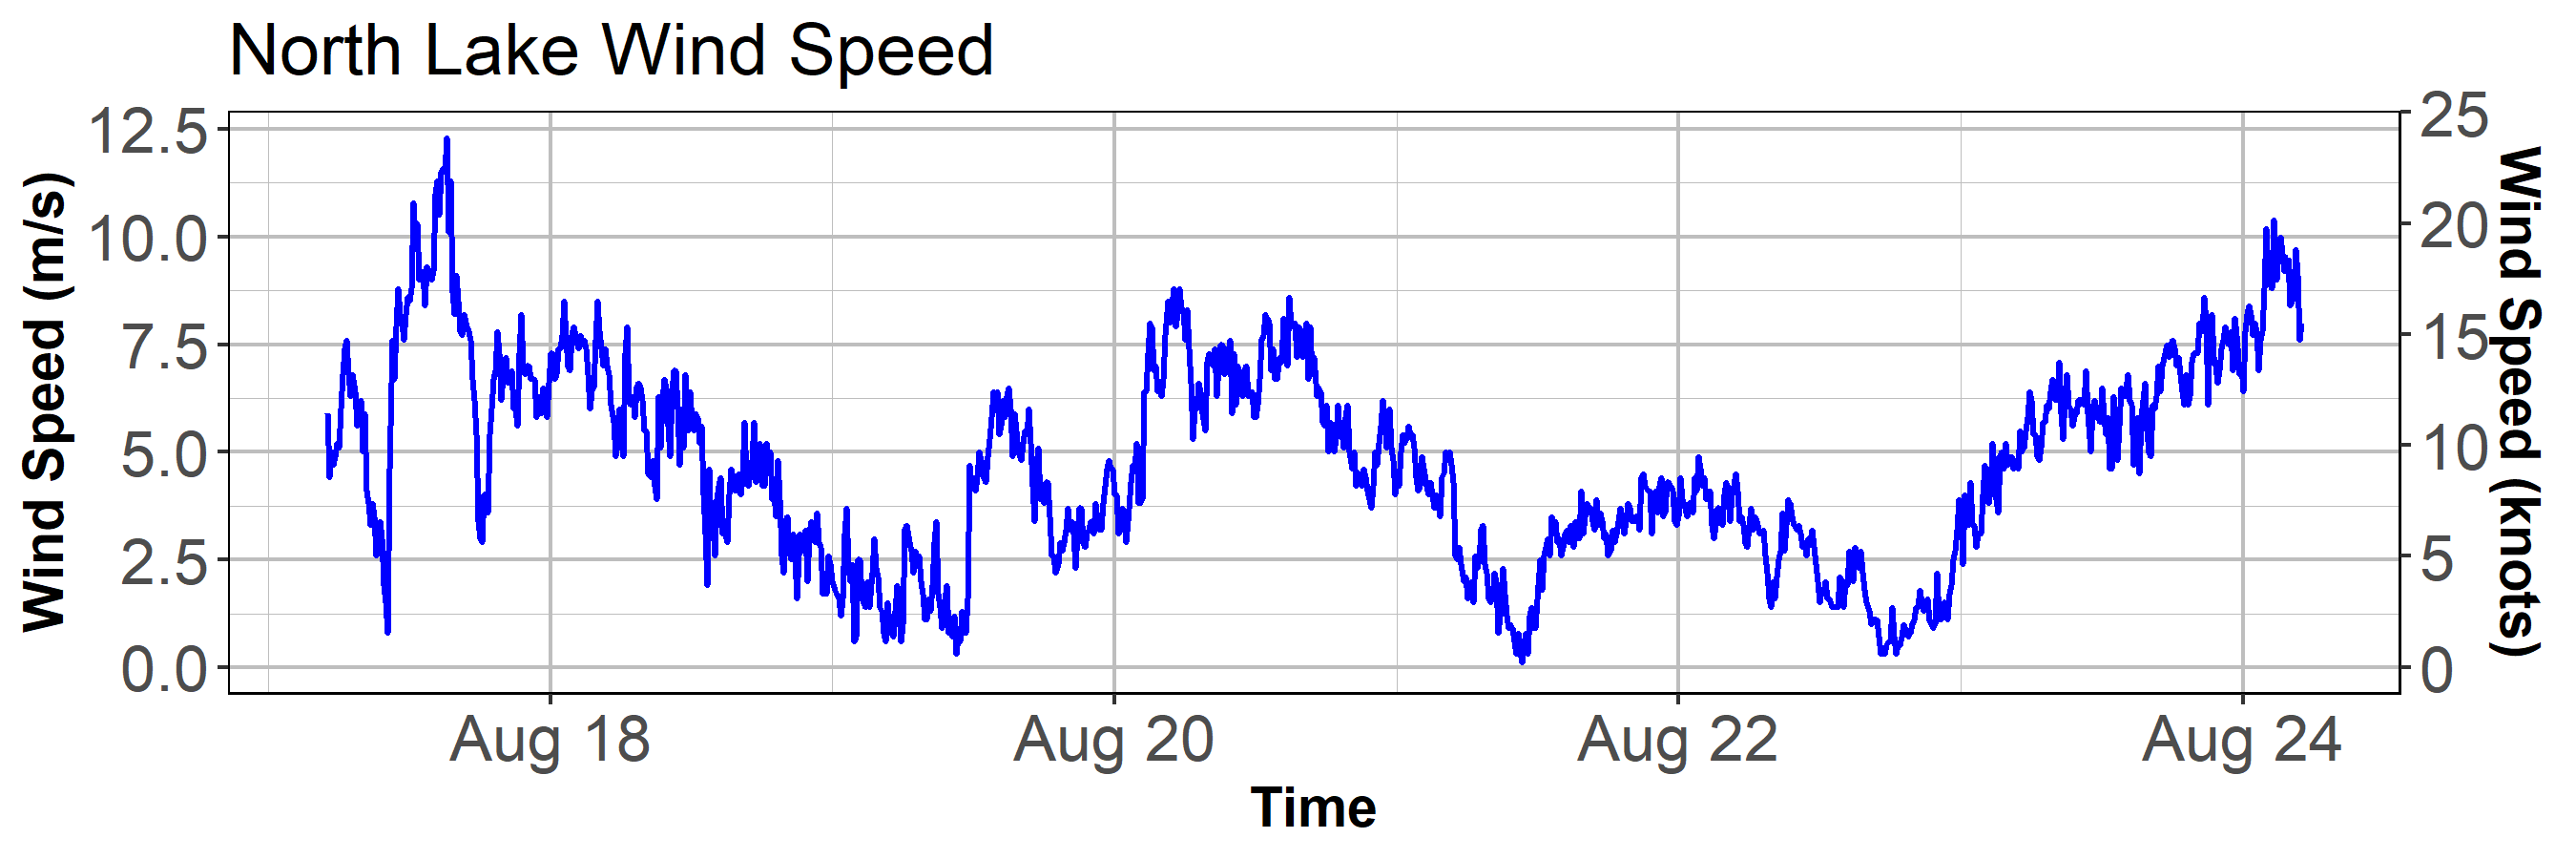 North Lake Wind Speed
Wind Speed (m/s)
12.5
10.0
7.5
5.0
2.5
0.0
25
20
15
10
5
0
Wind Speed (knots)
Aug 18
Aug 20
Aug 22
Aug 24
Time